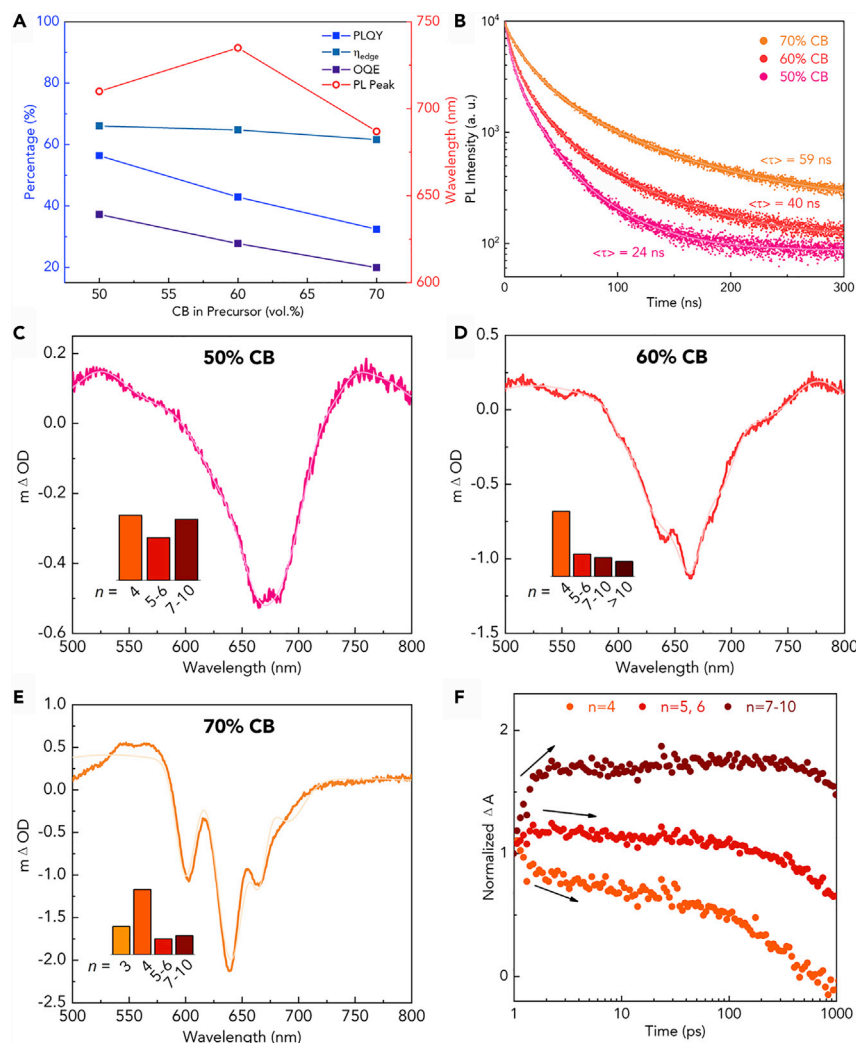 A
100
80
60
40
20
Percentage (%)
PLQY
ηedge
OQE
PL Peak
750
700
650
600
Wavelength (nm)
50 55 60 65 70
CB in Precursor (vol.%)
B
10⁴
10³
10²
PL Intensity (a. u.)
70% CB
60% CB
50% CB
<τ> = 59 ns
<τ> = 40 ns
<τ> = 24 ns
0 50 100 150 200 250 300
Time (ns)
C
50% CB
0.2
0.0
-0.2
-0.4
-0.6
m Δ OD
n = 4 5-6 7-10
500 550 600 650 700 750 800
Wavelength (nm)
D
60% CB
0.5
0.0
-0.5
-1.0
-1.5
m Δ OD
n = 4 5-6 7-10 >10
500 550 600 650 700 750 800
Wavelength (nm)
E
70% CB
1.0
0.5
0.0
-0.5
-1.0
-1.5
-2.0
-2.5
m Δ OD
n = 3 4 5-6 7-10
500 550 600 650 700 750 800
Wavelength (nm)
F
n=4 n=5, 6 n=7-10
2
1
0
Normalized Δ A
1 10 100 1000
Time (ps)